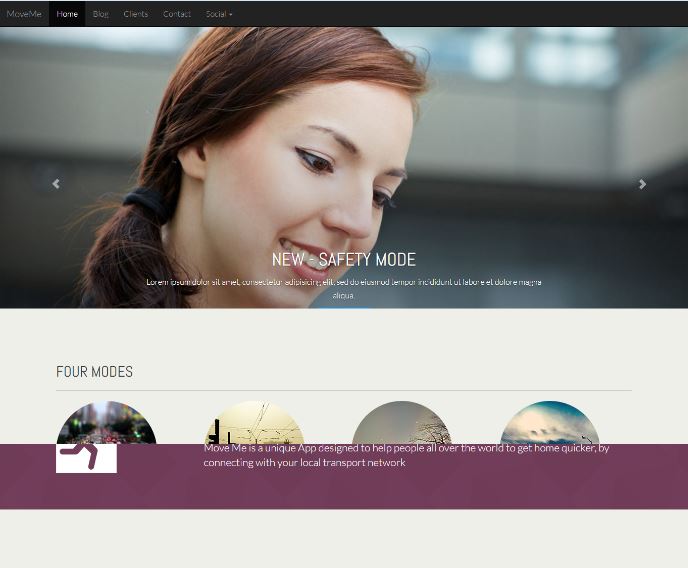 MoveMe Home Blog Clients Contact Social
NEW - SAFETY MODE
Lorem ipsum dolor sit amet, consectetur adipisicing elit, sed do eiusmod tempor incididunt ut labore et dolore magna
aliqua.
FOUR MODES
Move Me is a unique App designed to help people all over the world to get home quicker, by
connecting with your local transport network